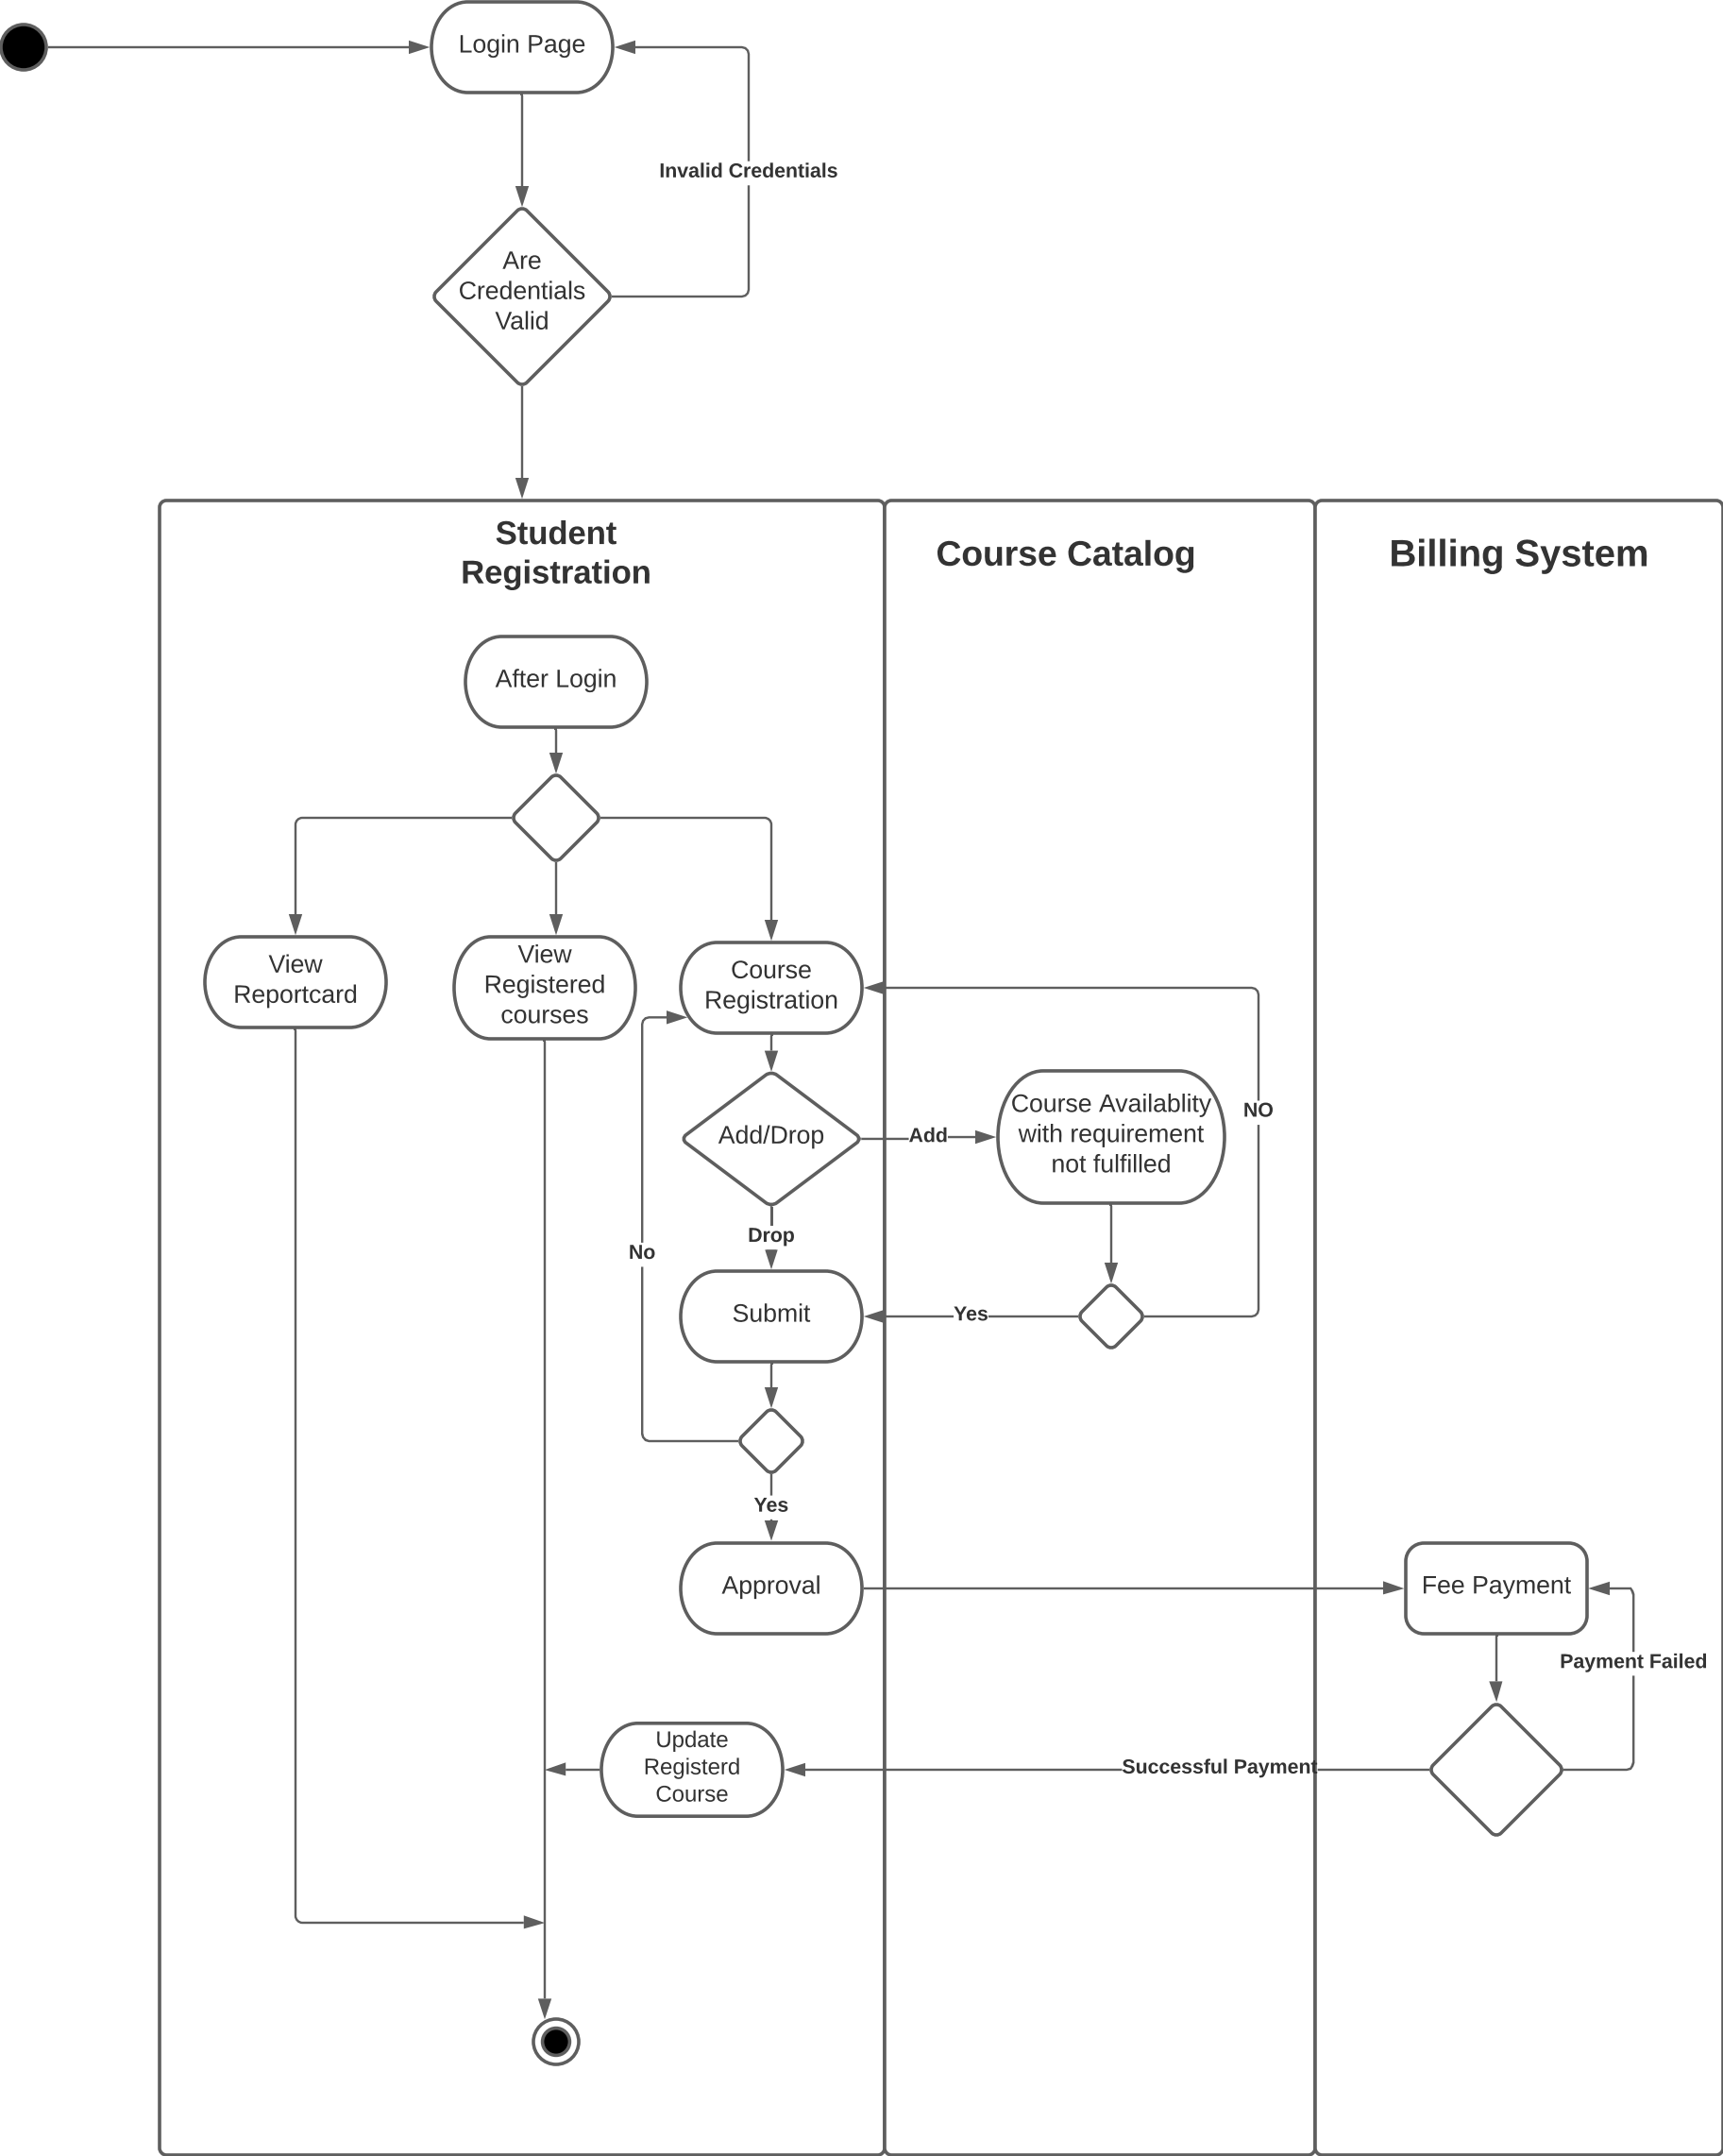 Login Page
Invalid Credentials
Are
Credentials
Valid
Student
Registration
Course Catalog
Billing System
After Login
View
Reportcard
View
Registered
courses
Course
Registration
Add/Drop
Add
Course Availablity
with requirement
not fulfilled
NO
Drop
No
Submit
Yes
Yes
Approval
Fee Payment
Payment Failed
Update
Registerd
Course
Successful Payment